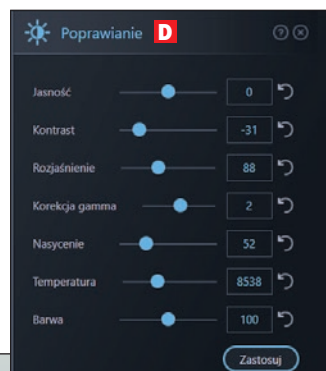 Poprawianie D
Jasność 0
Kontrast -31
Rozjaśnienie 88
Korekcja gamma 2
Nasycenie 52
Temperatura 8538
Barwa 100
Zastosuj